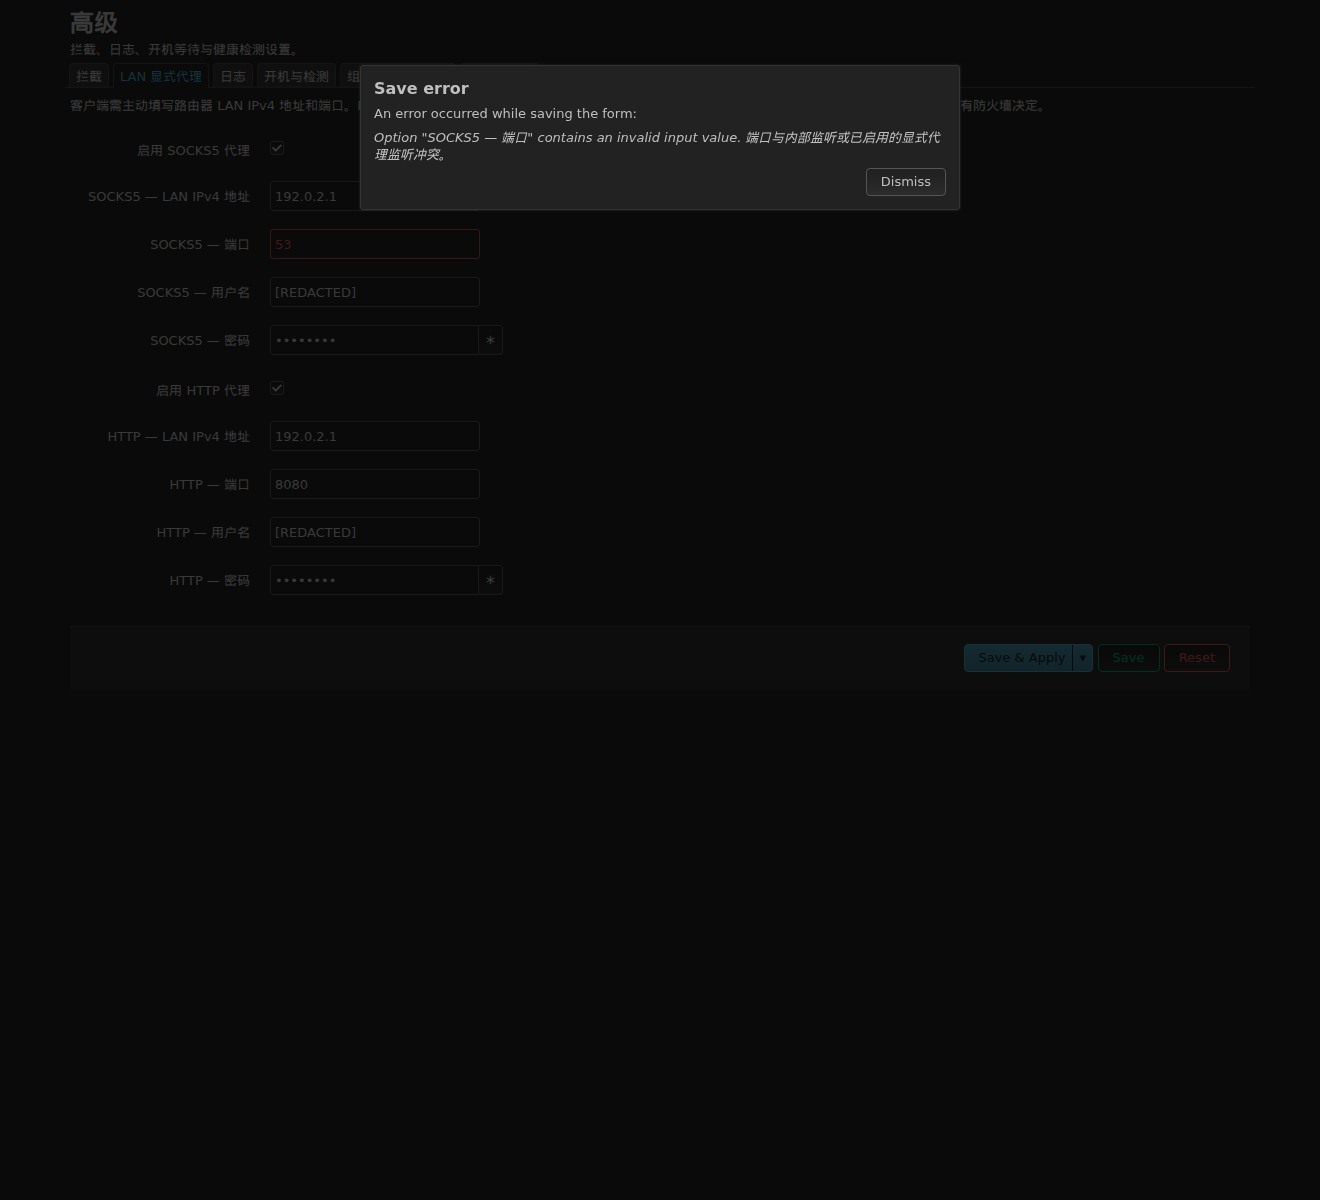 高级
拦截、日志、开机等待与健康检测设置。
拦截
LAN 显式代理
日志
开机与检测
组
客户端需主动填写路由器 LAN IPv4 地址和端口。
有防火墙决定。
Save error
An error occurred while saving the form:
Option "SOCKS5 — 端口" contains an invalid input value. 端口与内部监听或已启用的显式代
理监听冲突。
Dismiss
启用 SOCKS5 代理
SOCKS5 — LAN IPv4 地址
192.0.2.1
SOCKS5 — 端口
53
SOCKS5 — 用户名
[REDACTED]
SOCKS5 — 密码
••••••••
*
启用 HTTP 代理
HTTP — LAN IPv4 地址
192.0.2.1
HTTP — 端口
8080
HTTP — 用户名
[REDACTED]
HTTP — 密码
••••••••
*
Save & Apply
▾
Save
Reset